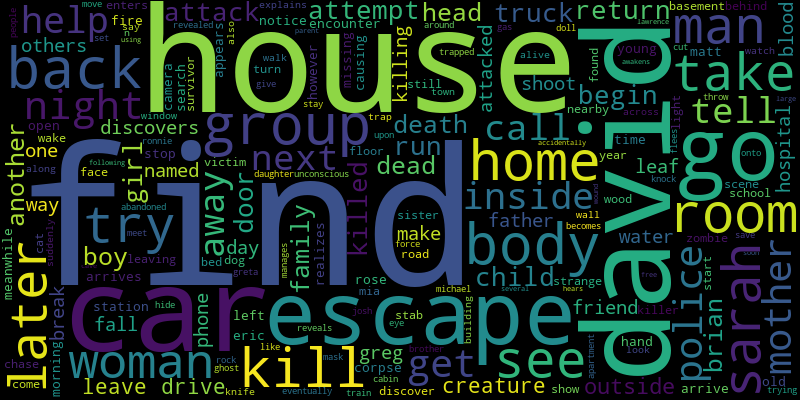 house
find
david
car
escape
go
kill
body
home
group
room
later
back
help
night
man
take
tell
see
woman
sarah
police
mother
inside
try
away
call
get
next
attack
attempt
head
truck
return
begin
shoot
death
run
dead
killed
killing
attacked
encounter
discovers
another
others
break
fire
enters
notice
camera
search
survivor
appears
also
however
missing
causing
still
alive
doll
town
around
trapped
gas
parent
lawrence
revealed
explains
move
say
using
people
set
turn
walk
give
stay
trap
upon
floor
door
girl
one
way
boy
day
named
stop
victim
open
wake
face
along
window
ronnie
abandoned
meet
following
daughter
unconscious
family
father
make
sister
force
road
realizes
bed
dog
cat
suddenly
meanwhile
leaving
arrives
station
hide
fall
phone
left
eric
reveals
rose
mia
manages
greta
michael
josh
eye
stab
building
several
hears
becomes
wall
accidentally
child
strange
friend
water
leaf
nearby
young
matt
found
across
light
time
year
wood
hospital
blood
basement
behind
cut
watch
awakens
throw
flees
onto
large
scene
school
zombie
save
soon
knock
start
brian
hand
look
killer
free
apartment
outside
arrive
old
trying
show
creature
discover
corpse
cabin
greg
brother
mask
train
eventually
like
knife
ghost
rock
leave
drive
morning
chase
come